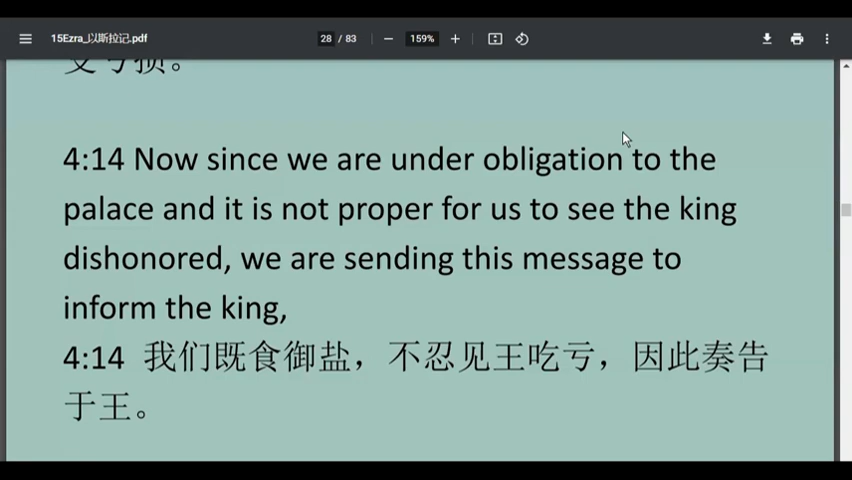 15Ezra_以斯拉记.pdf
28 / 83
159%
4:14 Now since we are under obligation to the
palace and it is not proper for us to see the king
dishonored, we are sending this message to
inform the king,
4:14 我们既食御盐，不忍见王吃亏，因此奏告
于王。